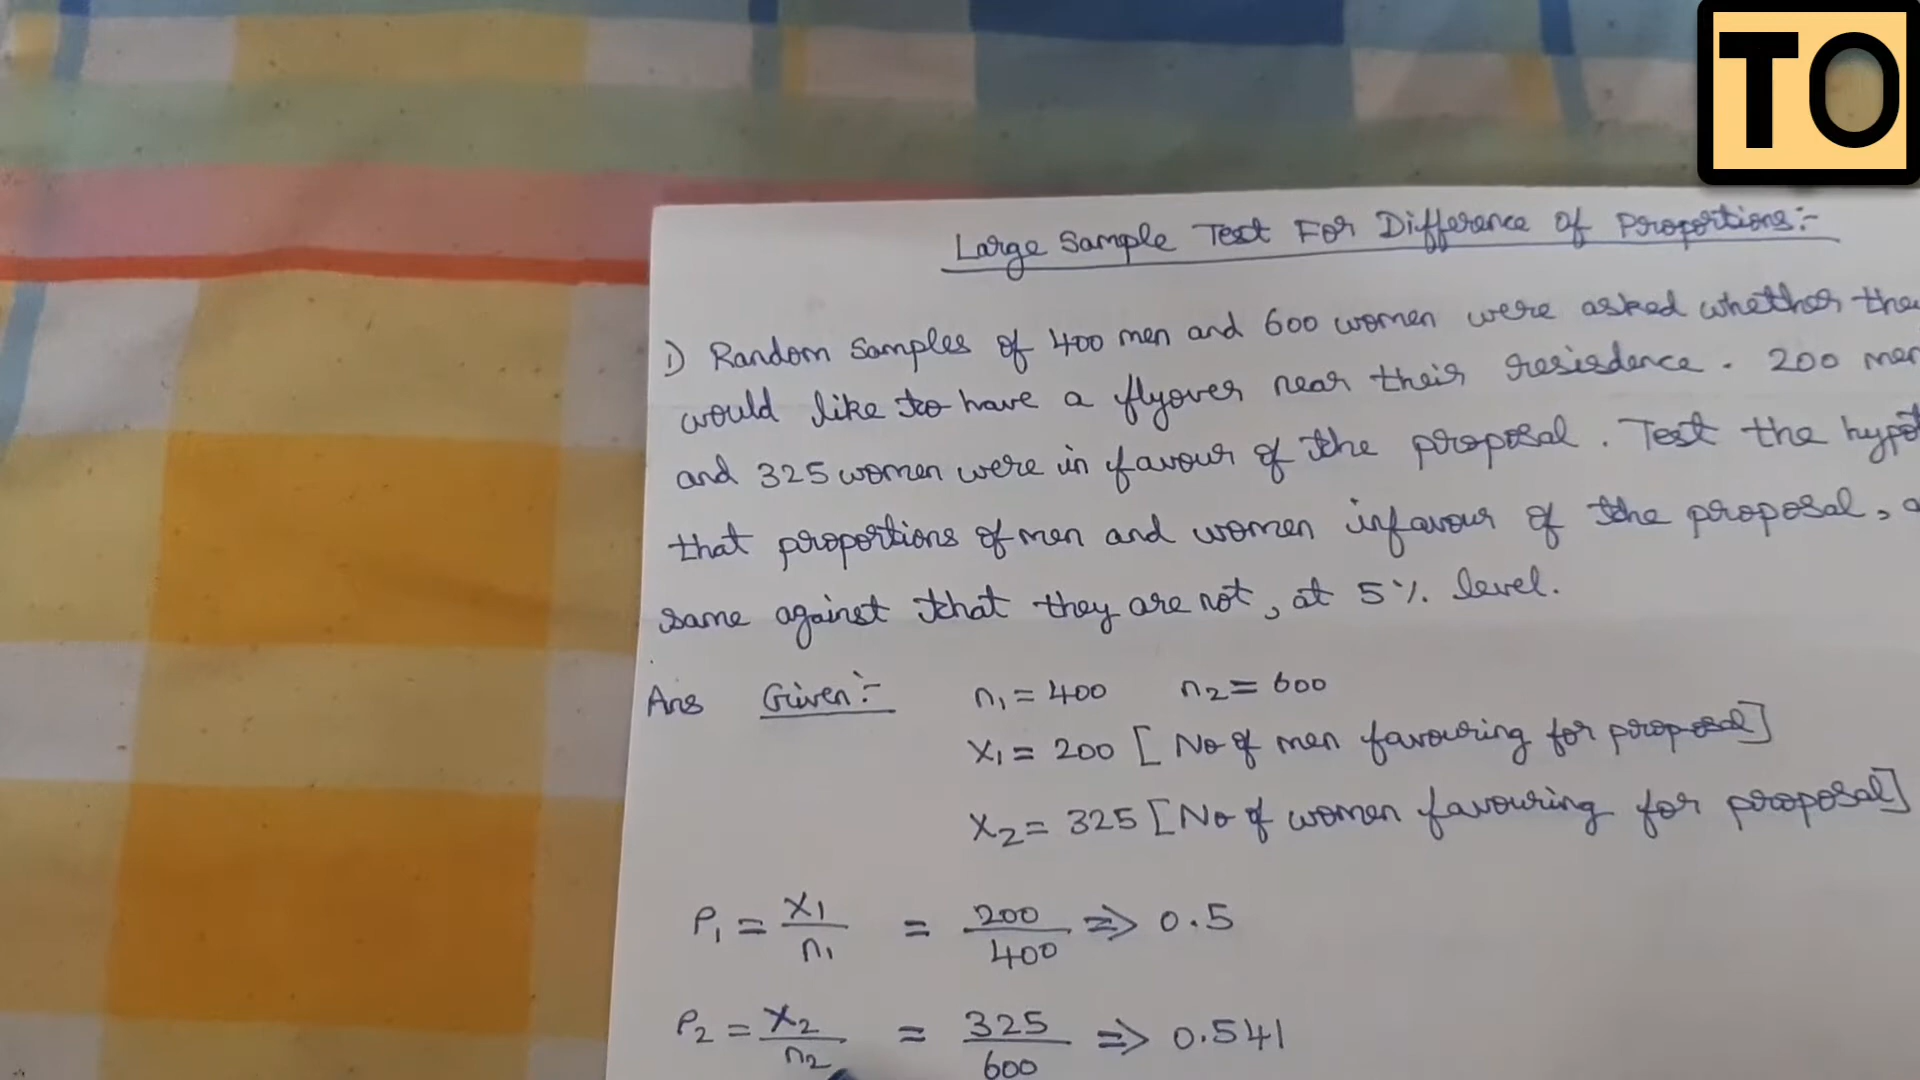 TO
Large Sample Test For Difference Of Proportions:-
1) Random Samples of 400 men and 600 women were asked whether
would like to have a flyover near their resisdence. 200 men
and 325 women were in favour of the proposal. Test the
that proportions of men and women infavour of the proposal,
same against that they are not, at 5% level.
Ans Given:- n₁ = 400 n₂ = 600
X₁ = 200 [No of men favouring for proposal]
X₂ = 325 [No of women favouring for proposal]
P₁ = X₁/n₁ = 200/400 => 0.5
P₂ = X₂/n₂ = 325/600 => 0.541